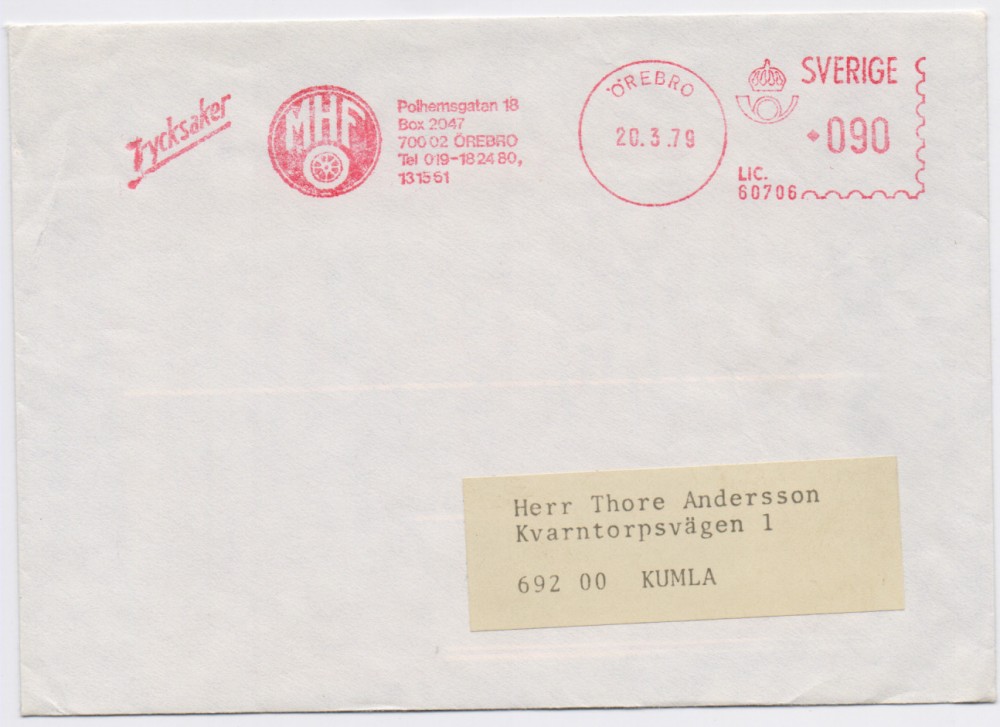 Trycksaker
MHF
Polhemsgatan 18
Box 2047
700 02 ÖREBRO
Tel 019-18 24 80,
13 15 61
ÖREBRO
20.3.79
SVERIGE
090
LIC.
60706
Herr Thore Andersson
Kvarntorpsvägen 1
692 00 KUMLA